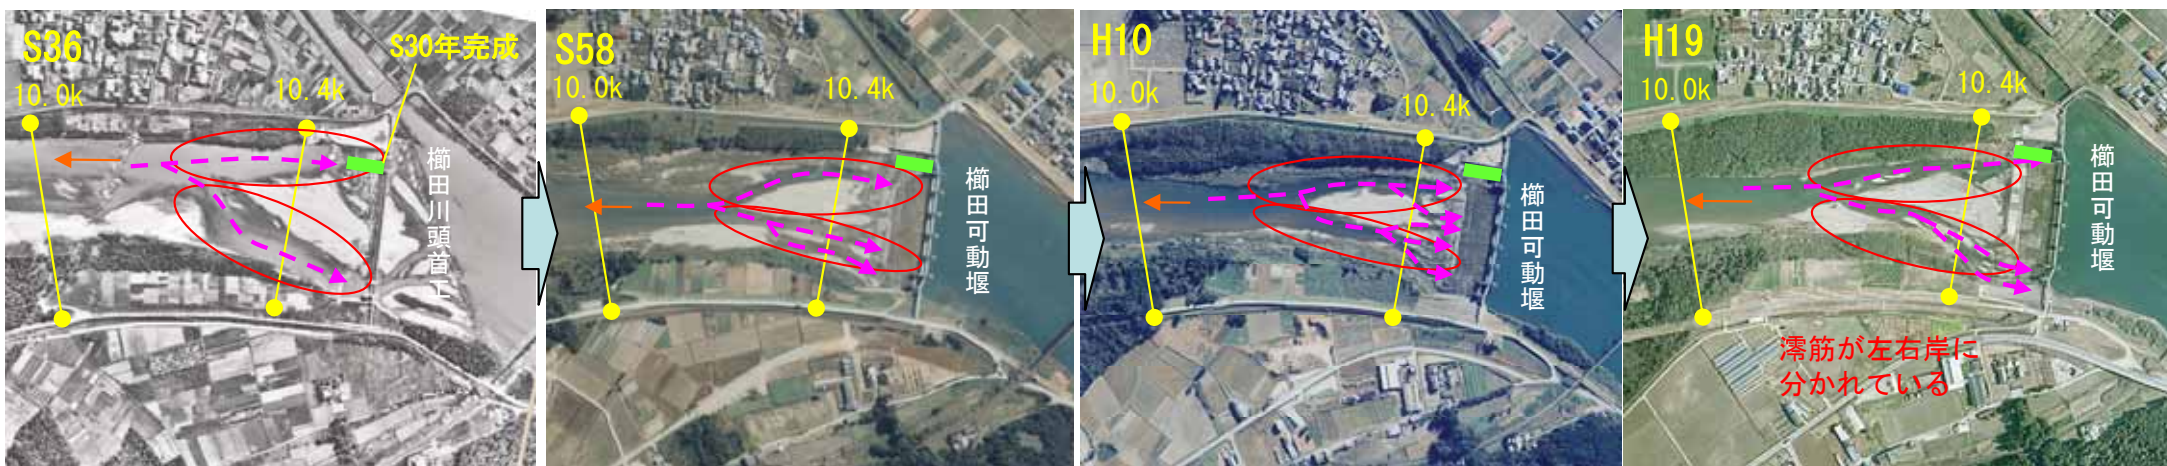 S36
S30年完成
10.0k
10.4k
櫛田川頭首工
S58
10.0k
10.4k
櫛田可動堰
H10
10.0k
10.4k
櫛田可動堰
H19
10.0k
10.4k
櫛田可動堰
澪筋が左右岸に
分かれている